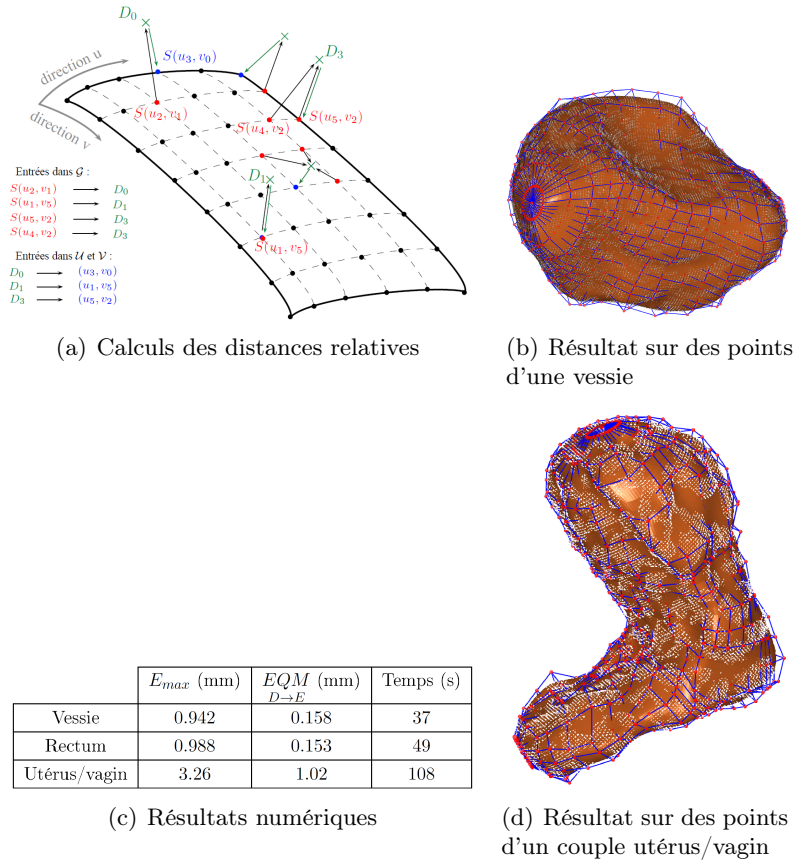 D₀
D₃
S(u₃, v₀)
direction u
S(u₂, v₁)
S(u₄, v₂)
S(u₅, v₂)
direction v
D₁
S(u₁, v₅)
Entrées dans 𝒢 :
S(u₂, v₁) ⟶ D₀
S(u₁, v₅) ⟶ D₁
S(u₅, v₂) ⟶ D₃
S(u₄, v₂) ⟶ D₃
Entrées dans 𝒰 et 𝒱 :
D₀ ⟶ (u₃, v₀)
D₁ ⟶ (u₁, v₅)
D₃ ⟶ (u₅, v₂)
(a) Calculs des distances relatives
(b) Résultat sur des points
d'une vessie
E_max (mm) EQM (mm) Temps (s)
D→E
Vessie 0.942 0.158 37
Rectum 0.988 0.153 49
Utérus/vagin 3.26 1.02 108
(c) Résultats numériques
(d) Résultat sur des points
d'un couple utérus/vagin